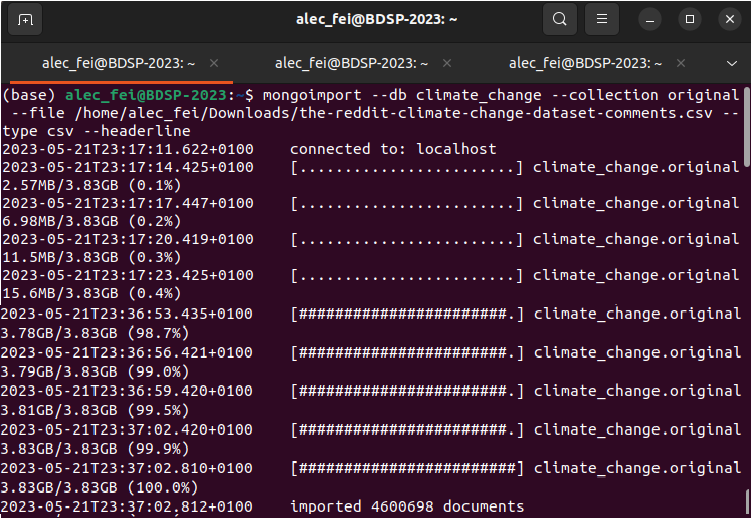 alec_fei@BDSP-2023: ~
alec_fei@BDSP-2023: ~ × alec_fei@BDSP-2023: ~ × alec_fei@BDSP-2023: ~ ×
(base) alec_fei@BDSP-2023:~$ mongoimport --db climate_change --collection original
--file /home/alec_fei/Downloads/the-reddit-climate-change-dataset-comments.csv --
type csv --headerline
2023-05-21T23:17:11.622+0100 connected to: localhost
2023-05-21T23:17:14.425+0100 [........................] climate_change.original
2.57MB/3.83GB (0.1%)
2023-05-21T23:17:17.447+0100 [........................] climate_change.original
6.98MB/3.83GB (0.2%)
2023-05-21T23:17:20.419+0100 [........................] climate_change.original
11.5MB/3.83GB (0.3%)
2023-05-21T23:17:23.425+0100 [........................] climate_change.original
15.6MB/3.83GB (0.4%)
2023-05-21T23:36:53.435+0100 [#######################.] climate_change.original
3.78GB/3.83GB (98.7%)
2023-05-21T23:36:56.421+0100 [#######################.] climate_change.original
3.79GB/3.83GB (99.0%)
2023-05-21T23:36:59.420+0100 [#######################.] climate_change.original
3.81GB/3.83GB (99.5%)
2023-05-21T23:37:02.420+0100 [#######################.] climate_change.original
3.83GB/3.83GB (99.9%)
2023-05-21T23:37:02.810+0100 [########################] climate_change.original
3.83GB/3.83GB (100.0%)
2023-05-21T23:37:02.812+0100 imported 4600698 documents